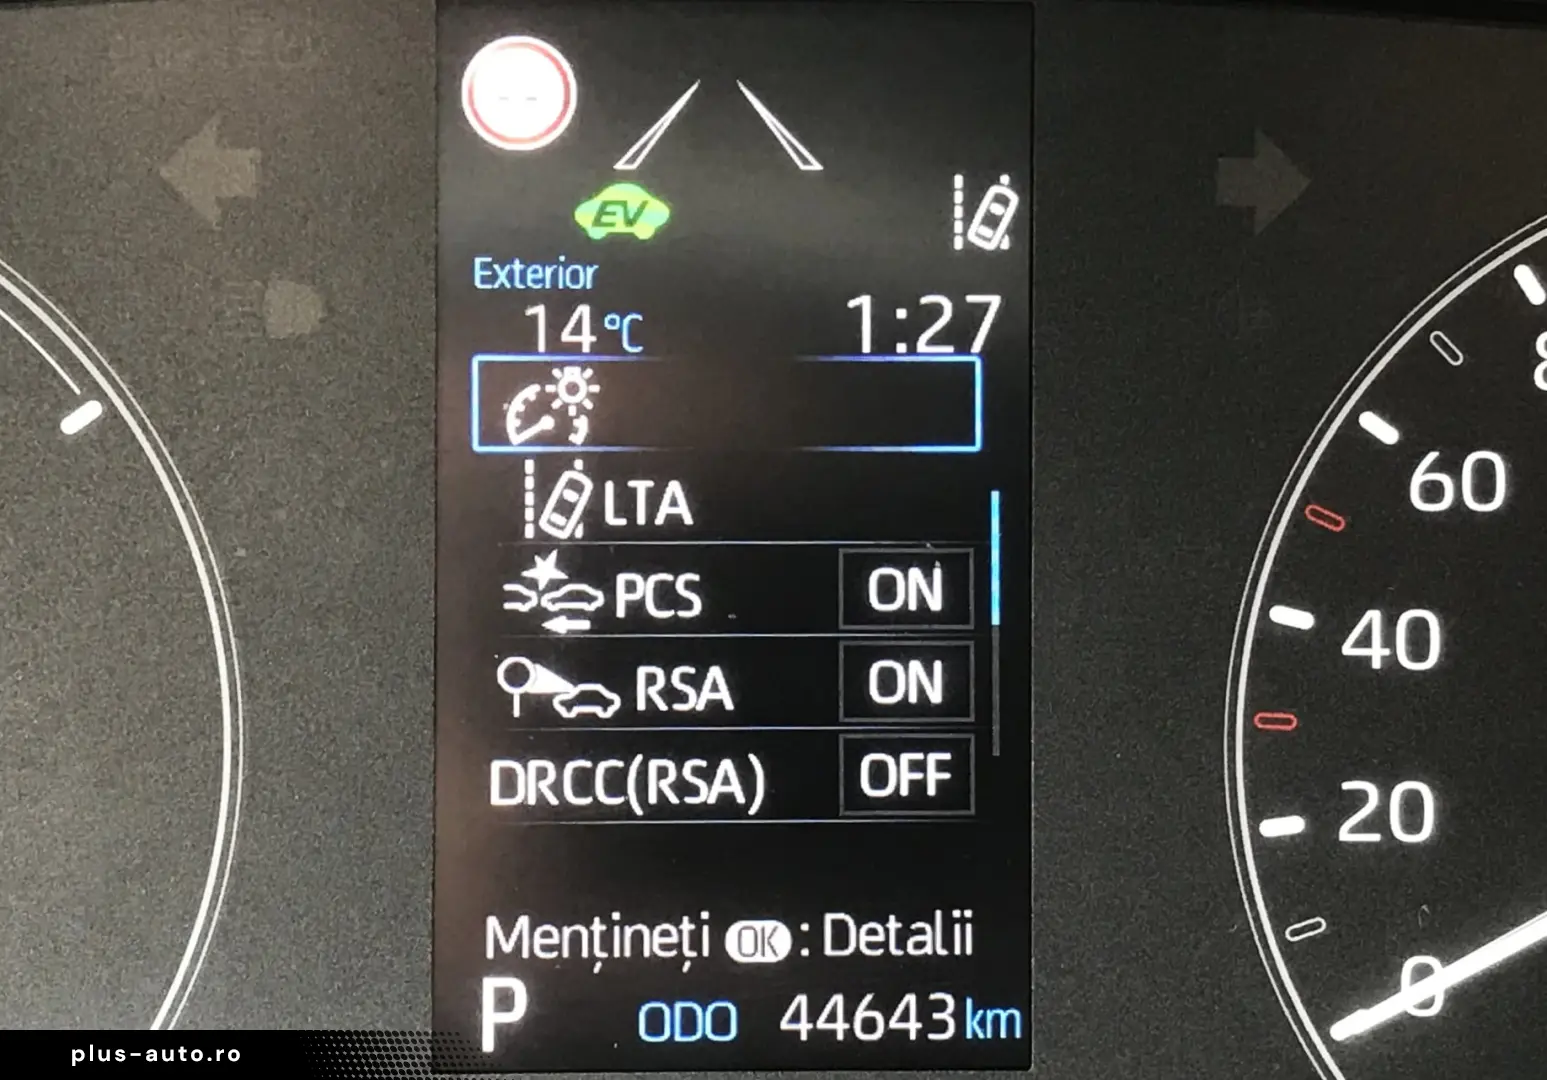 EV
Exterior
14°C 1:27
LTA
PCS ON
RSA ON
DRCC(RSA) OFF
Mențineți OK : Detalii
P ODO 44643 km
60
40
20
0
plus-auto.ro